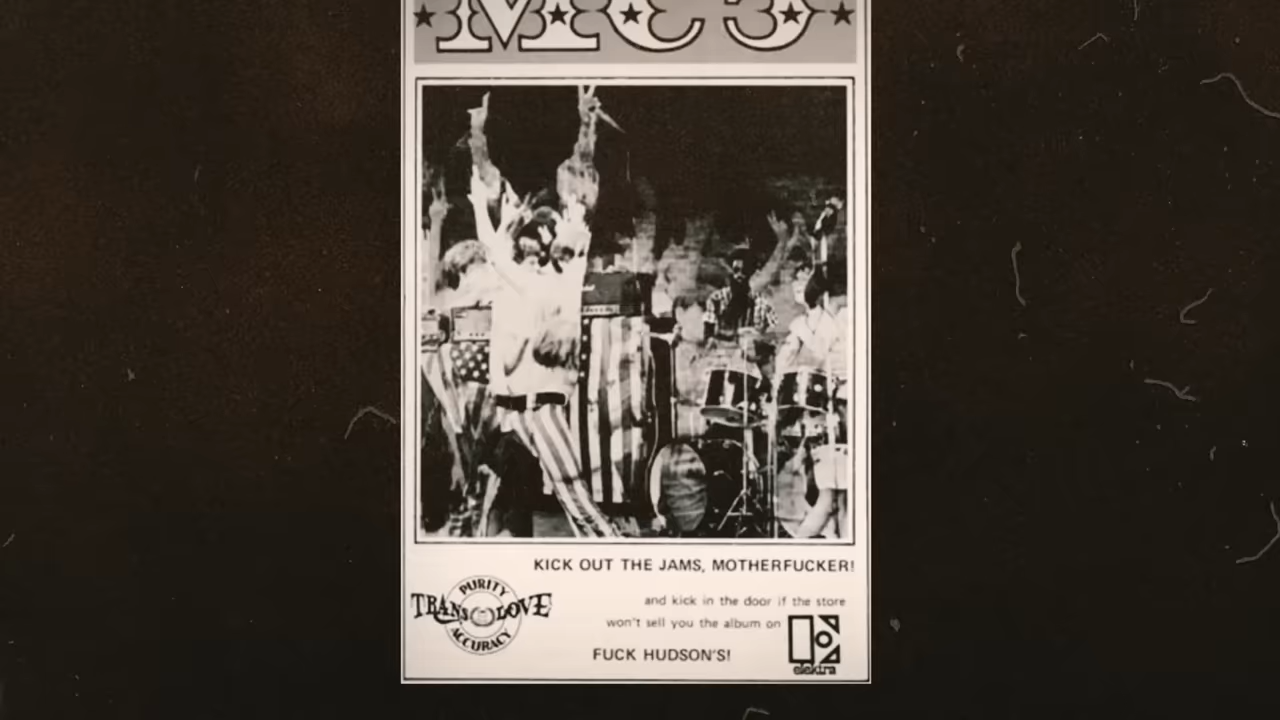 MC5
KICK OUT THE JAMS, MOTHERFUCKER!
PURITY
TRANS LOVE
ACCURACY
and kick in the door if the store
won't sell you the album on
FUCK HUDSON'S!
elektra